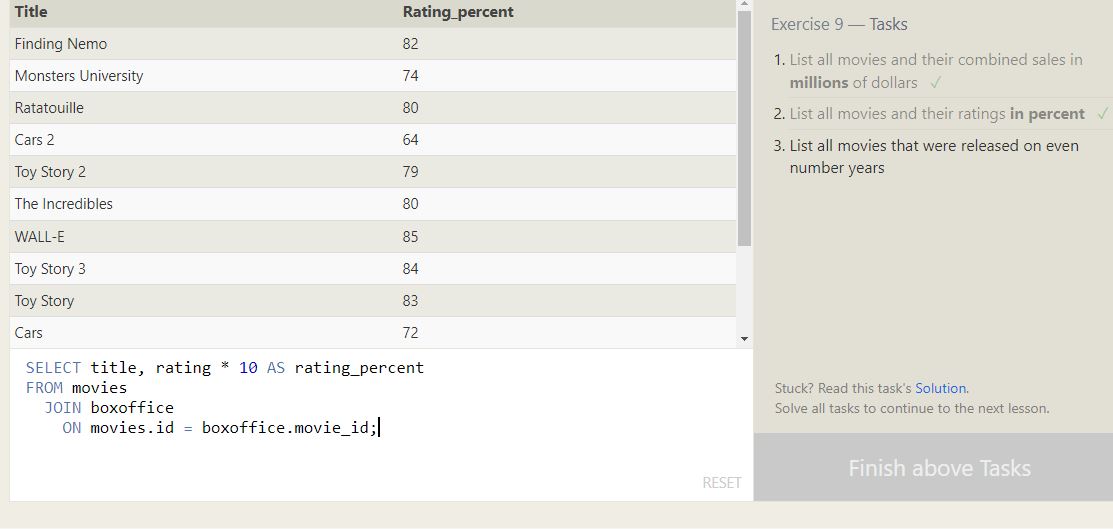 Title Rating_percent
Finding Nemo 82
Monsters University 74
Ratatouille 80
Cars 2 64
Toy Story 2 79
The Incredibles 80
WALL-E 85
Toy Story 3 84
Toy Story 83
Cars 72
SELECT title, rating * 10 AS rating_percent
FROM movies
JOIN boxoffice
ON movies.id = boxoffice.movie_id;
RESET
Exercise 9 — Tasks
1. List all movies and their combined sales in
millions of dollars ✓
2. List all movies and their ratings in percent ✓
3. List all movies that were released on even
number years
Stuck? Read this task's Solution.
Solve all tasks to continue to the next lesson.
Finish above Tasks